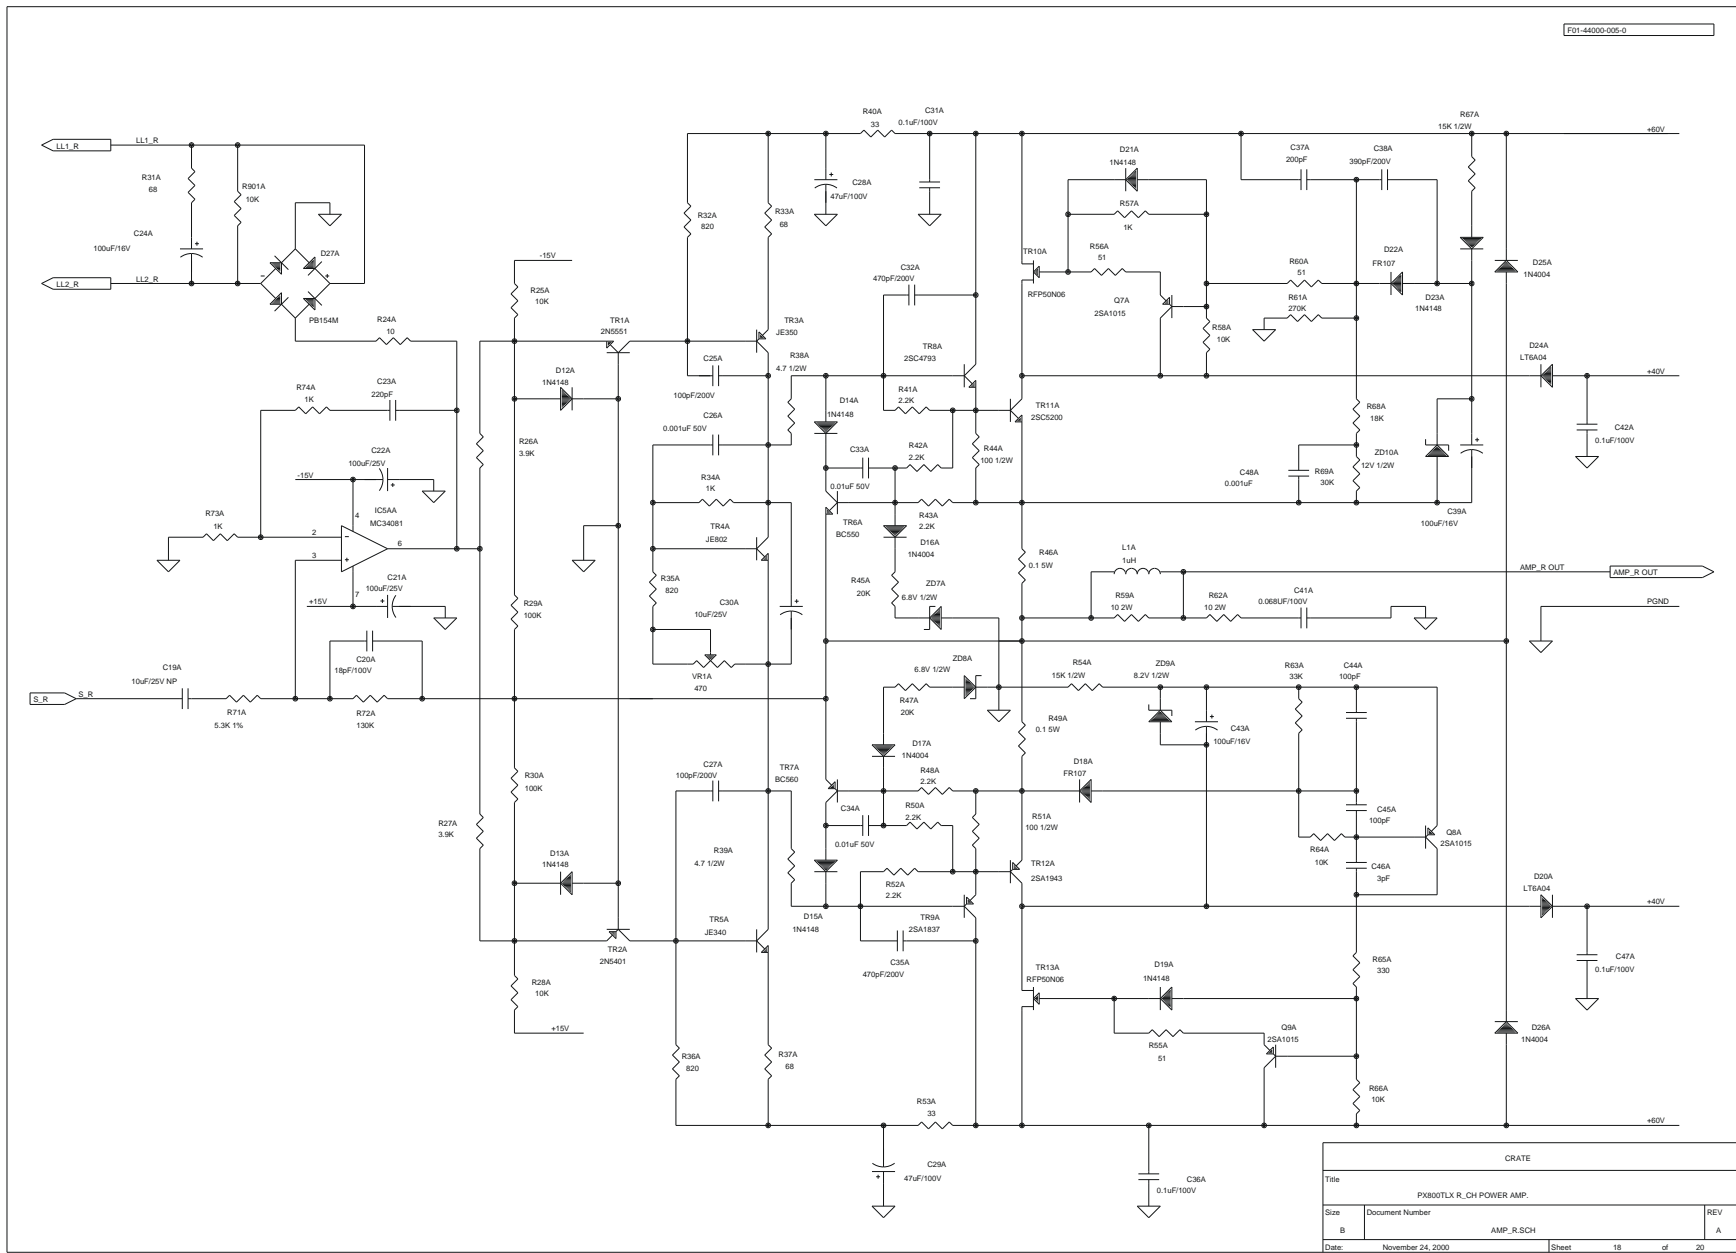 F01-44000-005-0
LL1_R
LL1_R
R31A
68
R901A
10K
C24A
100uF/16V
LL2_R
LL2_R
D27A
-
+
PB154M
R24A
10
R74A
1K
C23A
220pF
C22A
100uF/25V
-15V
+
4
IC5AA
MC34081
R73A
1K
2
3
6
-
+
7
C21A
100uF/25V
+15V
+
C20A
18pF/100V
C19A
10uF/25V NP
S_R
S_R
R71A
5.3K 1%
R72A
130K
-15V
R25A
10K
TR1A
2N5551
D12A
1N4148
R26A
3.9K
R29A
100K
R30A
100K
R27A
3.9K
D13A
1N4148
TR2A
2N5401
R28A
10K
+15V
R40A
33
C31A
0.1uF/100V
C28A
47uF/100V
+
R32A
820
R33A
68
TR3A
JE350
C25A
100pF/200V
R38A
4.7 1/2W
C26A
0.001uF 50V
R34A
1K
TR4A
JE802
R35A
820
C30A
10uF/25V
+
VR1A
470
C27A
100pF/200V
TR7A
BC560
R39A
4.7 1/2W
TR5A
JE340
R36A
820
R37A
68
C32A
470pF/200V
TR8A
2SC4793
D14A
1N4148
R41A
2.2K
R42A
2.2K
C33A
0.01uF 50V
R44A
100 1/2W
TR11A
2SC5200
TR6A
BC550
R43A
2.2K
D16A
1N4004
R45A
20K
ZD7A
6.8V 1/2W
R46A
0.1 5W
L1A
1uH
R59A
10 2W
R62A
10 2W
C41A
0.068UF/100V
AMP_R OUT
AMP_R OUT
PGND
ZD8A
6.8V 1/2W
R47A
20K
R54A
15K 1/2W
ZD9A
8.2V 1/2W
R49A
0.1 5W
C43A
100uF/16V
+
R63A
33K
C44A
100pF
D17A
1N4004
R48A
2.2K
D18A
FR107
C34A
0.01uF 50V
R50A
2.2K
R51A
100 1/2W
C45A
100pF
Q8A
2SA1015
R64A
10K
C46A
3pF
R52A
2.2K
TR12A
2SA1943
D15A
1N4148
TR9A
2SA1837
C35A
470pF/200V
TR13A
RFP50N06
D19A
1N4148
R65A
330
R55A
51
Q9A
2SA1015
R66A
10K
D20A
LT6A04
+40V
C47A
0.1uF/100V
D26A
1N4004
+60V
R53A
33
C29A
47uF/100V
+
C36A
0.1uF/100V
TR10A
RFP50N06
D21A
1N4148
R57A
1K
R56A
51
Q7A
2SA1015
R58A
10K
C37A
200pF
C38A
390pF/200V
R67A
15K 1/2W
+60V
R60A
51
R61A
270K
D22A
FR107
D23A
1N4148
D25A
1N4004
D24A
LT6A04
+40V
C42A
0.1uF/100V
R68A
18K
ZD10A
12V 1/2W
+
C48A
0.001uF
R69A
30K
C39A
100uF/16V
CRATE
Title
PX800TLX R_CH POWER AMP.
Size
Document Number
REV
B
AMP_R.SCH
A
Date:
November 24, 2000
Sheet
18
of
20